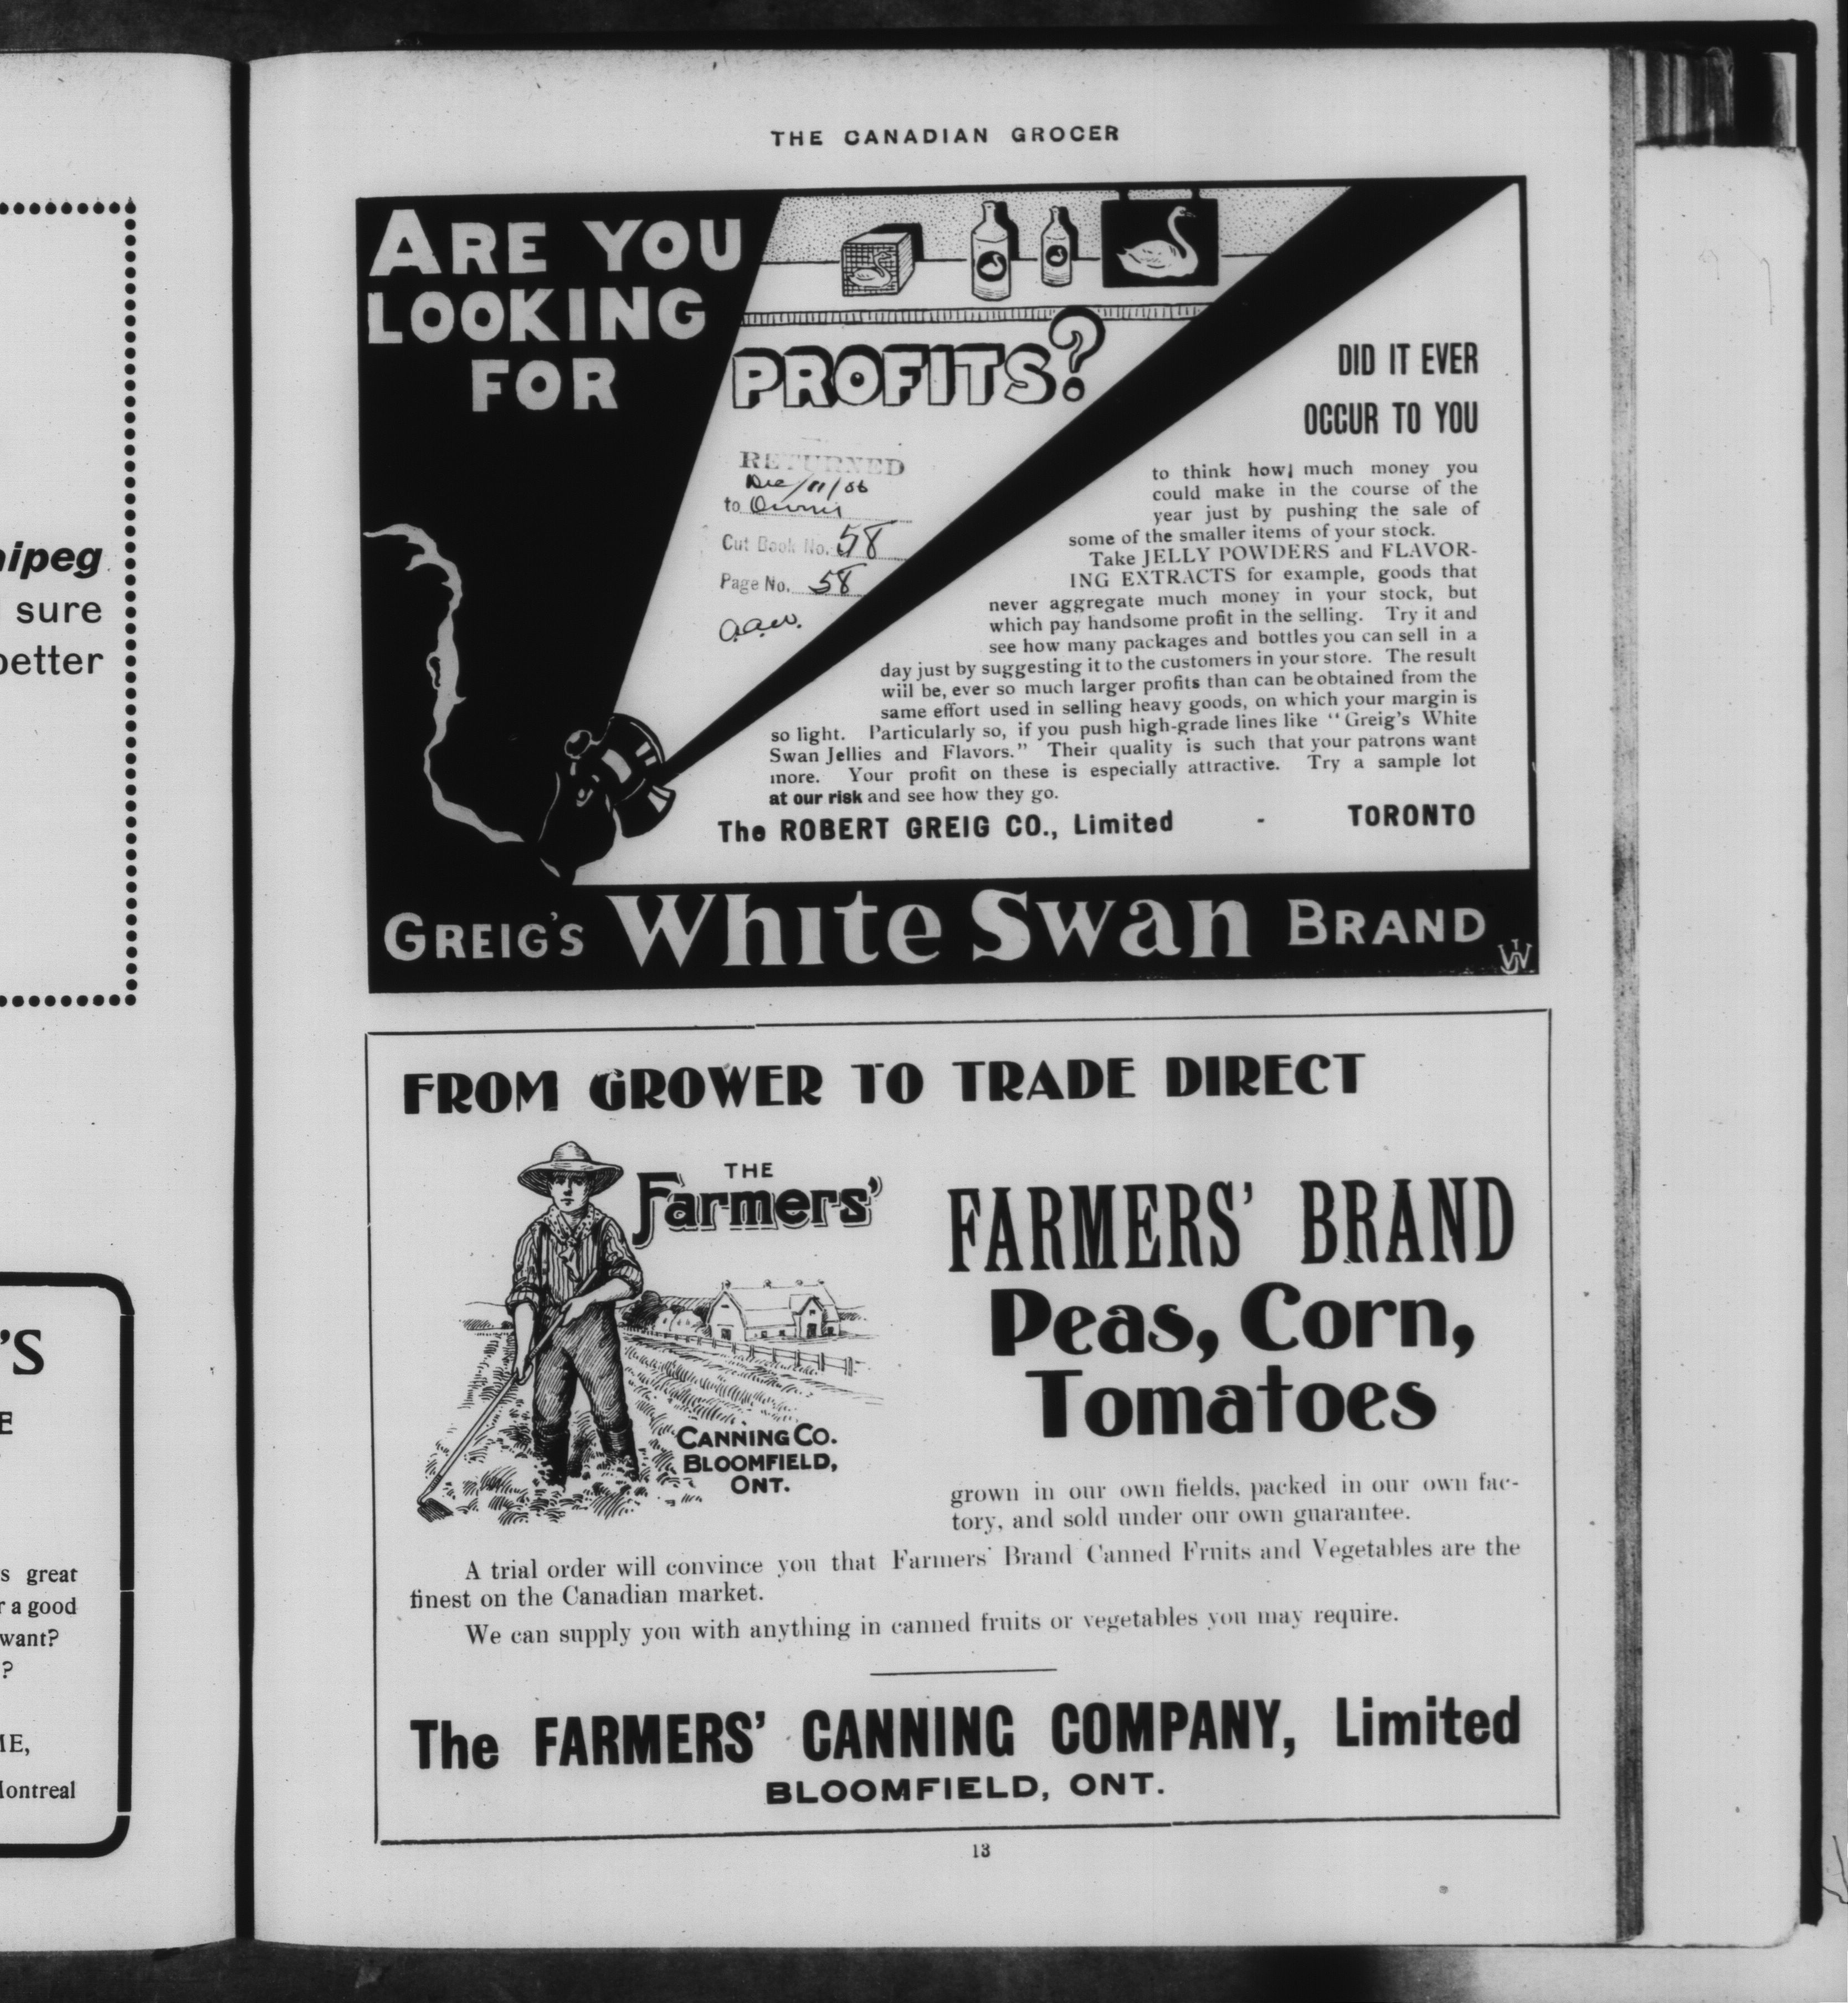 nipeg
sure
better
'S
E
s great
r a good
want?
?
IE,
Montreal
THE CANADIAN GROCER
ARE YOU
LOOKING
FOR
PROFITS?
RETURNED
Dec/11/06
to Owner
Cut Book No. 58
Page No. 58
a.a.w.
DID IT EVER
OCCUR TO YOU
to think how much money you
could make in the course of the
year just by pushing the sale of
some of the smaller items of your stock.
Take JELLY POWDERS and FLAVOR-
ING EXTRACTS for example, goods that
never aggregate much money in your stock, but
which pay handsome profit in the selling. Try it and
see how many packages and bottles you can sell in a
day just by suggesting it to the customers in your store. The result
will be, ever so much larger profits than can be obtained from the
same effort used in selling heavy goods, on which your margin is
so light. Particularly so, if you push high-grade lines like "Greig's White
Swan Jellies and Flavors." Their quality is such that your patrons want
more. Your profit on these is especially attractive. Try a sample lot
at our risk and see how they go.
The ROBERT GREIG CO., Limited - TORONTO
GREIG'S White Swan BRAND
FROM GROWER TO TRADE DIRECT
THE
Farmers'
CANNING CO.
BLOOMFIELD,
ONT.
FARMERS' BRAND
Peas, Corn,
Tomatoes
grown in our own fields, packed in our own fac-
tory, and sold under our own guarantee.
A trial order will convince you that Farmers' Brand Canned Fruits and Vegetables are the
finest on the Canadian market.
We can supply you with anything in canned fruits or vegetables you may require.
The FARMERS' CANNING COMPANY, Limited
BLOOMFIELD, ONT.
13